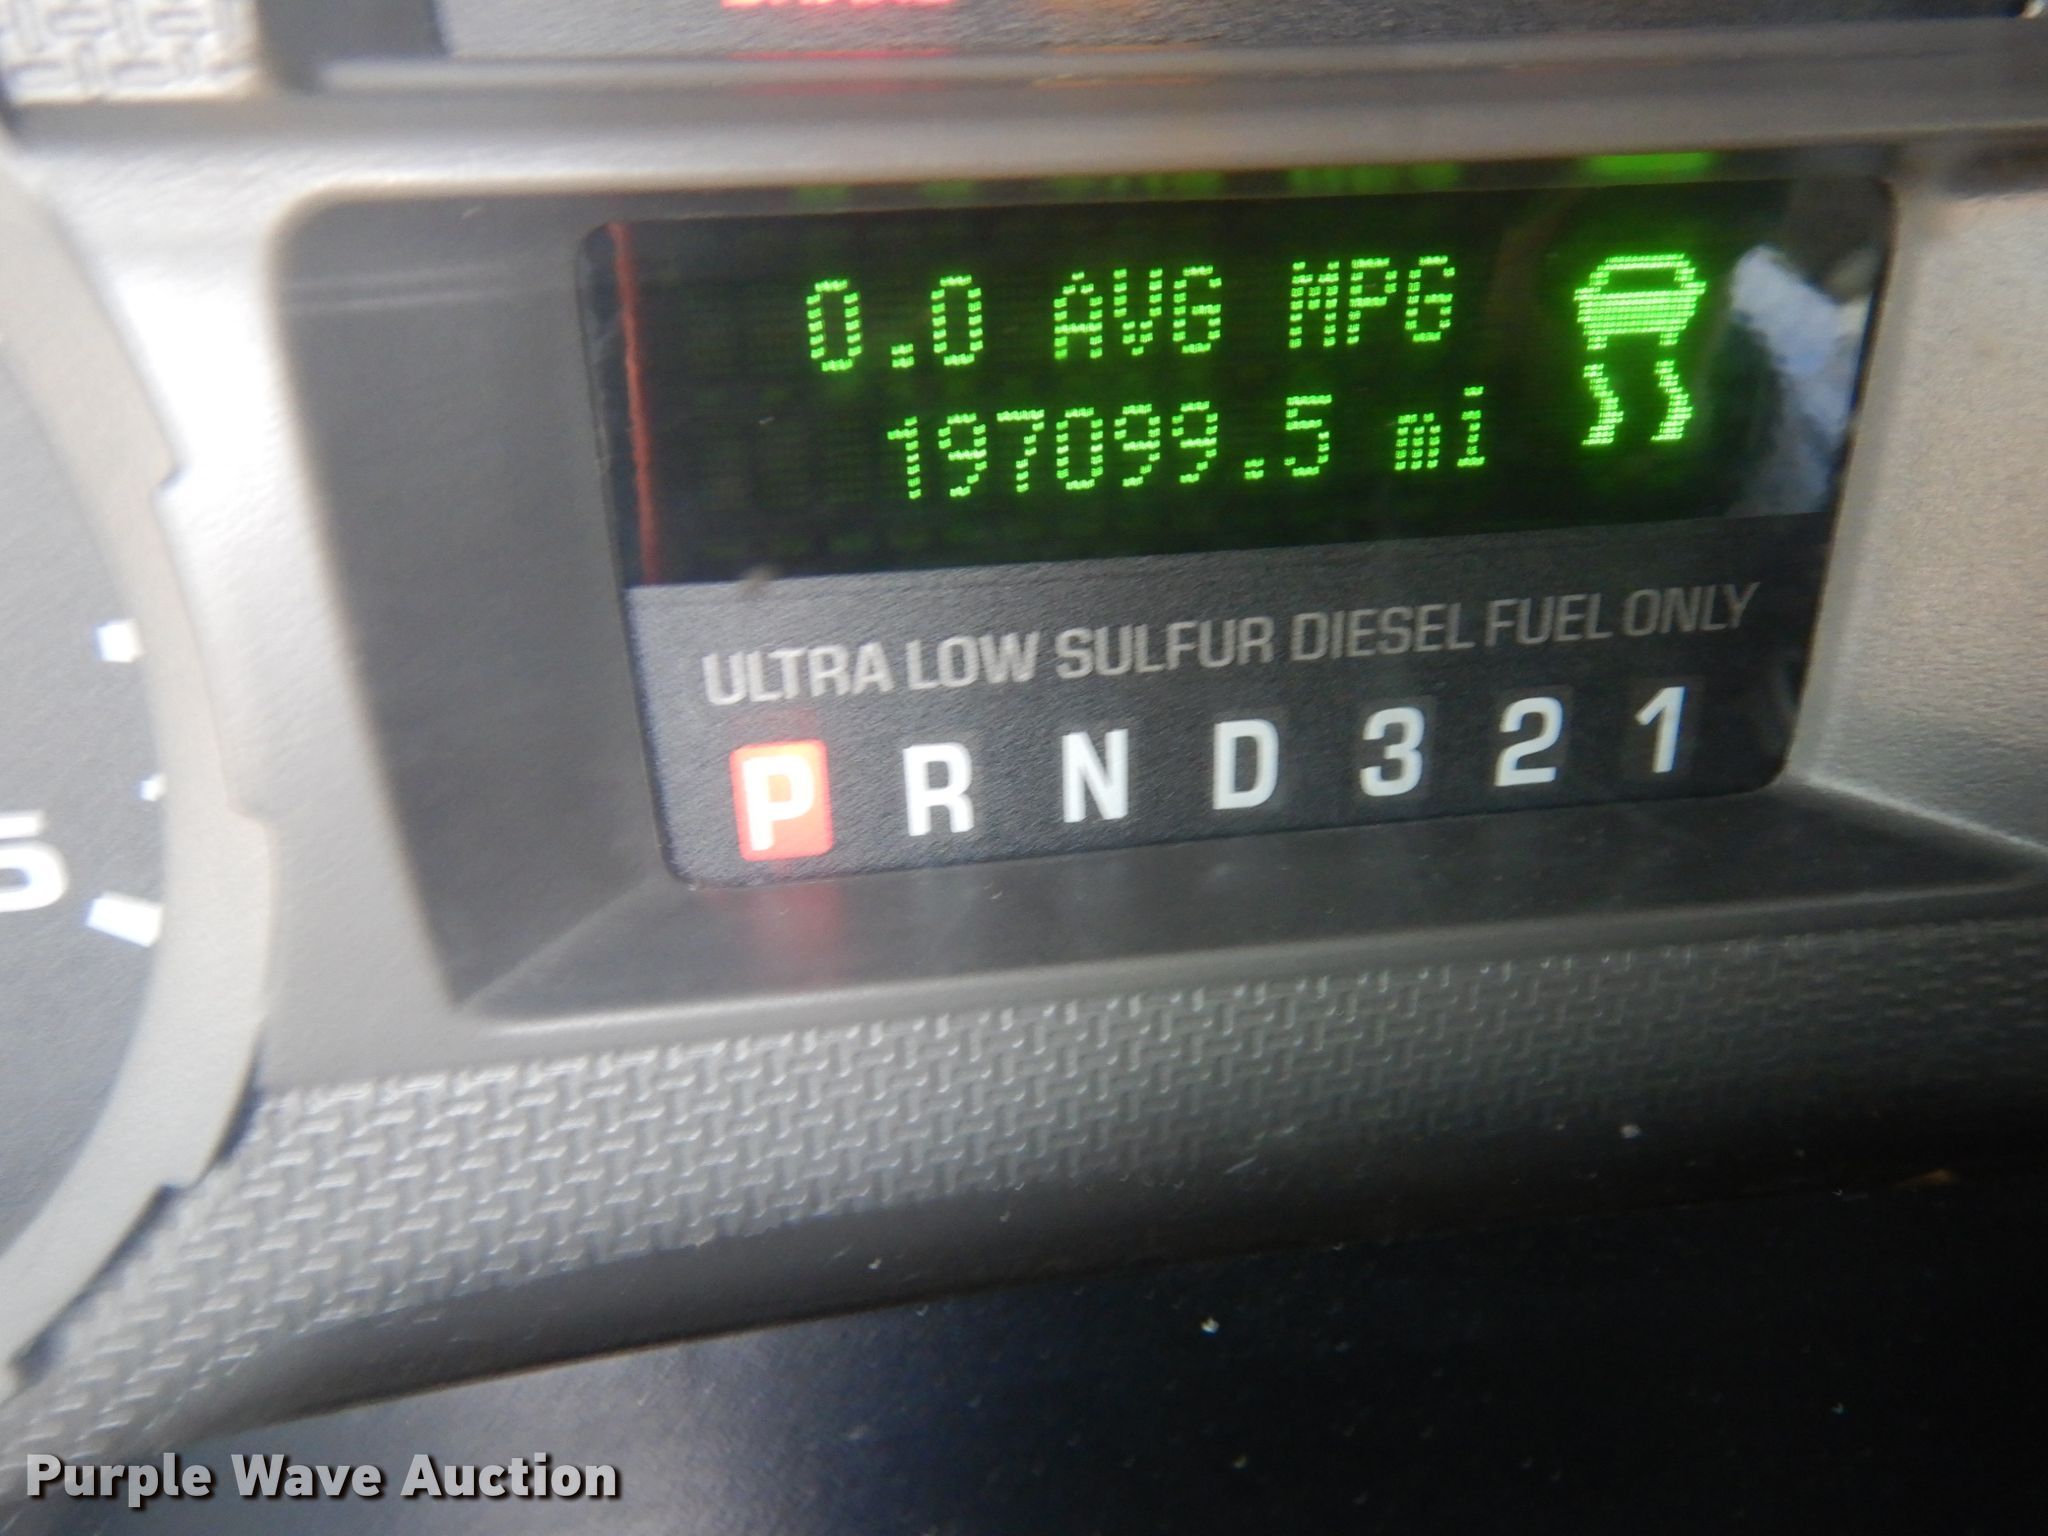 0.0 AVG MPG
197099.5 mi
ULTRA LOW SULFUR DIESEL FUEL ONLY
P R N D 3 2 1
5
Purple Wave Auction